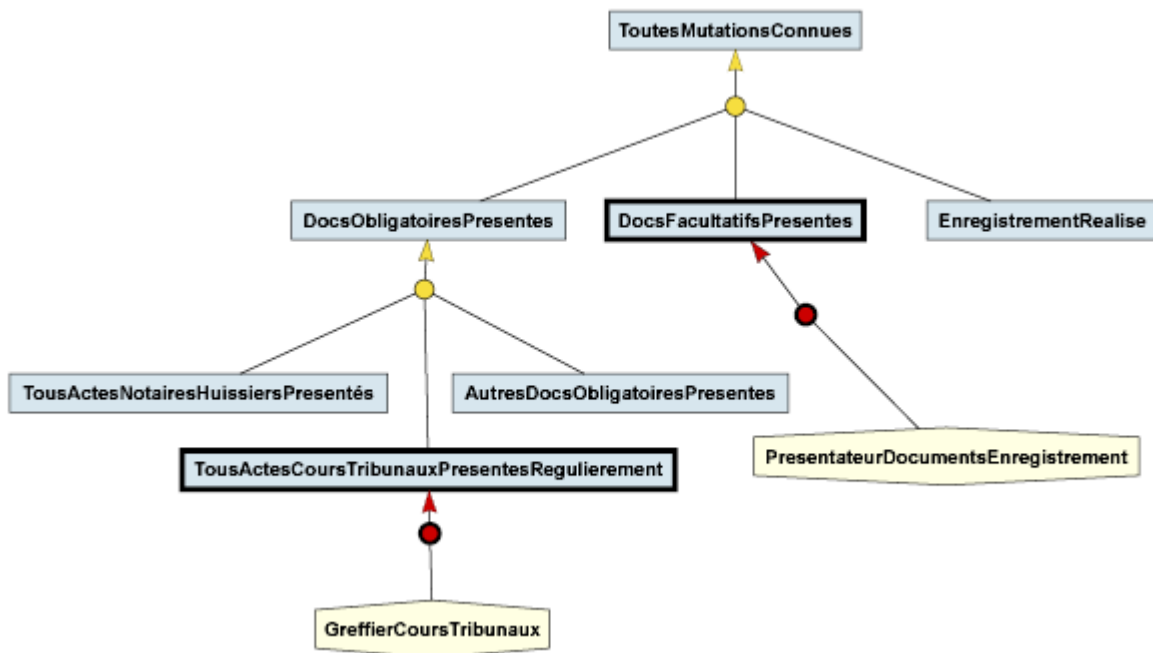 ToutesMutationsConnues
DocsObligatoiresPresentes
DocsFacultatifsPresentes
EnregistrementRealise
TousActesNotairesHuissiersPresentés
AutresDocsObligatoiresPresentes
PresentateurDocumentsEnregistrement
TousActesCoursTribunauxPresentesRegulierement
GreffierCoursTribunaux